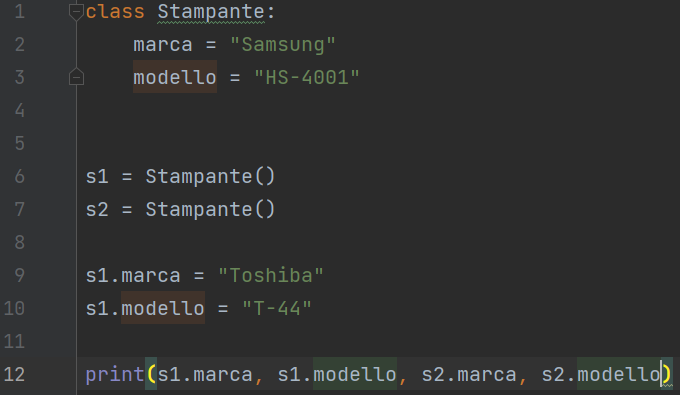 1 class Stampante:
2     marca = "Samsung"
3     modello = "HS-4001"
4
5
6 s1 = Stampante()
7 s2 = Stampante()
8
9 s1.marca = "Toshiba"
10 s1.modello = "T-44"
11
12 print(s1.marca, s1.modello, s2.marca, s2.modello)